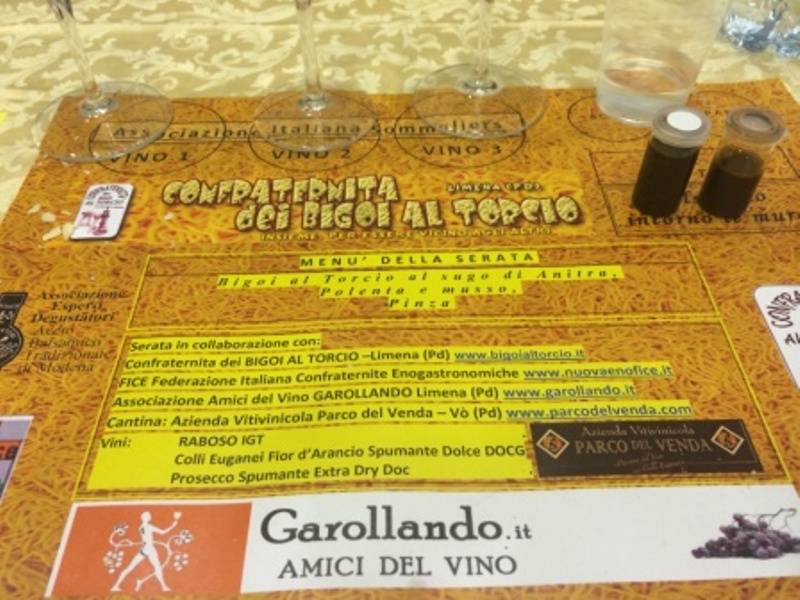 Associazione Italiana Sommeliers
VINO 1
VINO 2
VINO 3
CONFRATERNITA
LIMENA (PD)
dei BIGOI AL TORCIO
INSIEME PER ESSERE VICINO AGLI ALTRI
MENU' DELLA SERATA
Bigoi al Torcio al sugo di Anitra,
Polenta e musso,
Pinza
Associazione
Esperti
Degustatori
Aceto
Balsamico
Tradizionale
di Modena
Serata in collaborazione con:
Confraternita dei BIGOI AL TORCIO –Limena (Pd) www.bigoialtorcio.it
FICE Federazione Italiana Confraternite Enogastronomiche www.nuovaenofice.it
Associazione Amici del Vino GAROLLANDO Limena (Pd) www.garollando.it
Cantina: Azienda Vitivinicola Parco del Venda – Vò (Pd) www.parcodelvenda.com
Vini: RABOSO IGT
Colli Euganei Fior d'Arancio Spumante Dolce DOCG
Prosecco Spumante Extra Dry Doc
Azienda Vitivinicola
PARCO DEL VENDA
Garollando.it
AMICI DEL VINO